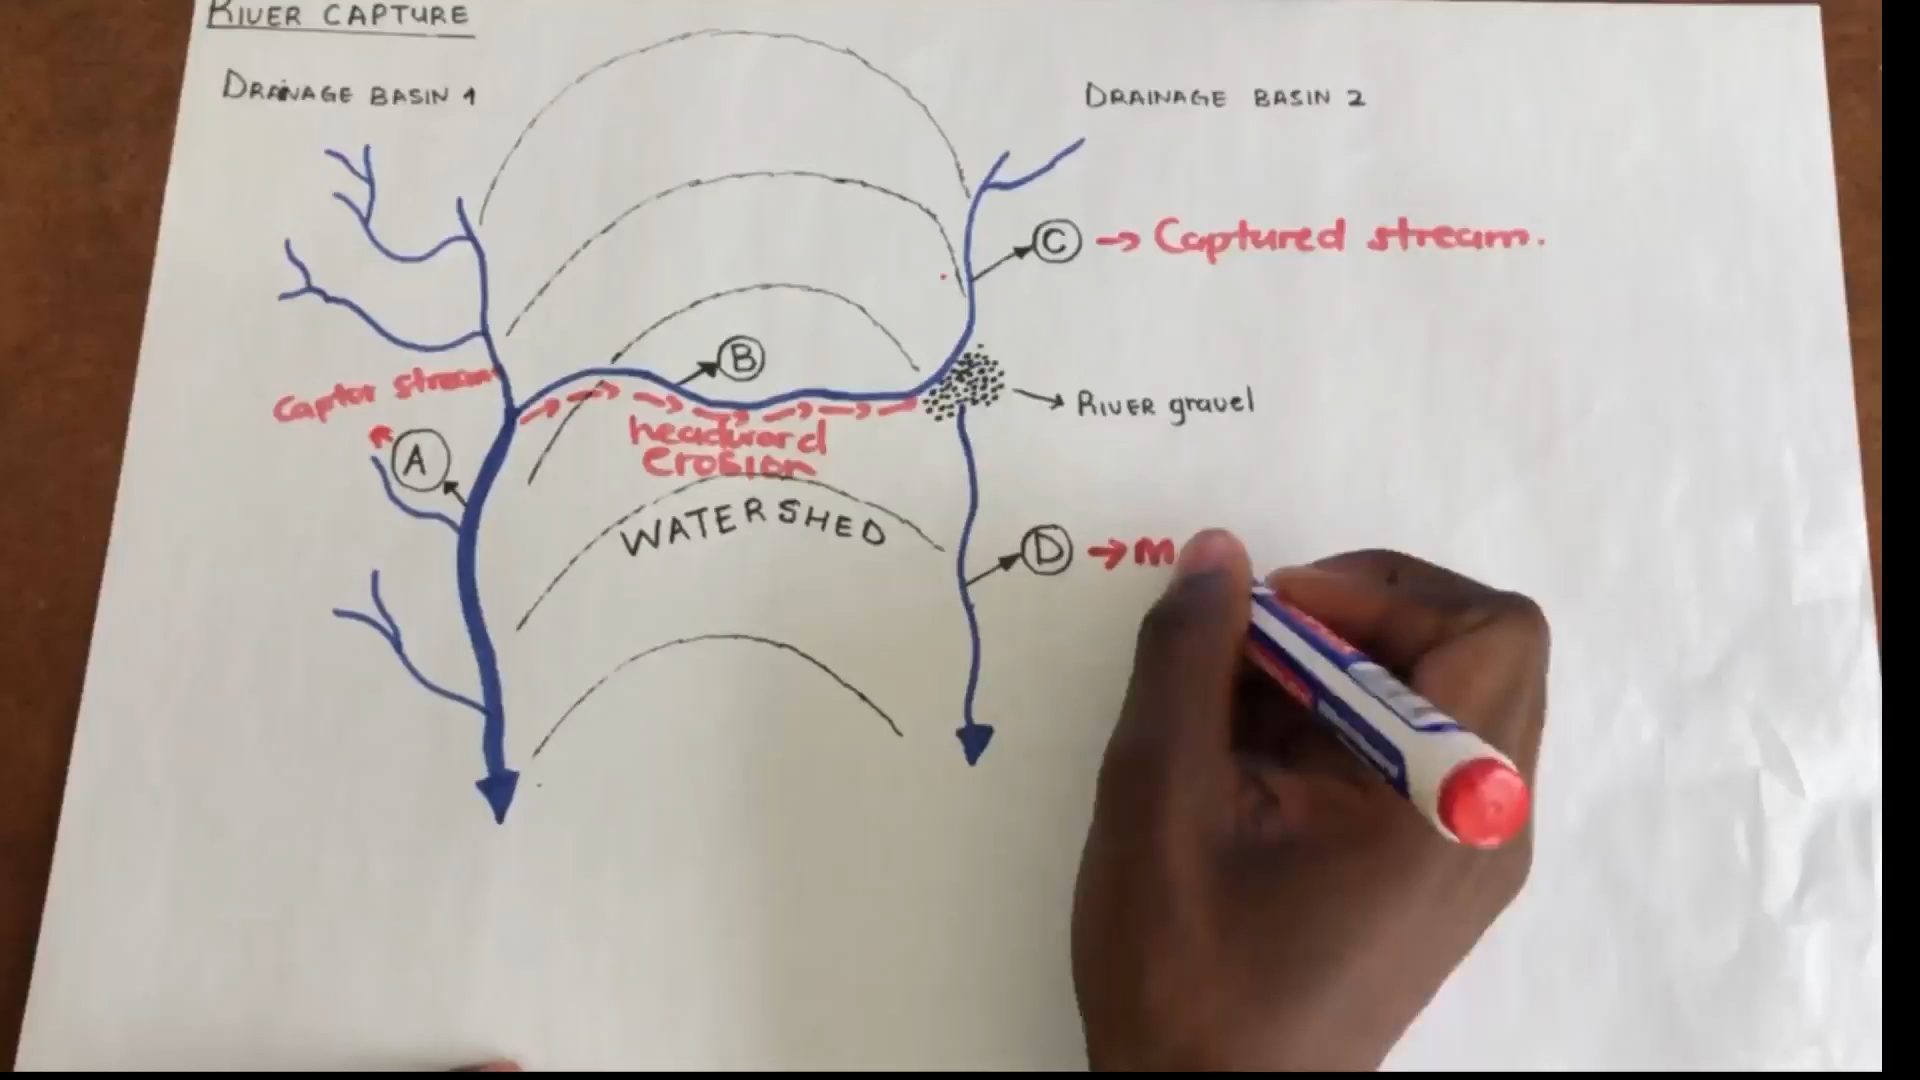 RIVER CAPTURE
DRAINAGE BASIN 1
DRAINAGE BASIN 2
C → Captured stream.
B
Captor stream
RIVER gravel
headward
erosion
A
WATERSHED
D → m